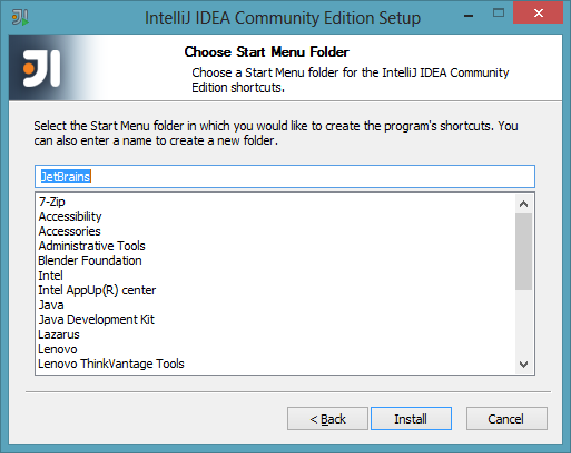 IntelliJ IDEA Community Edition Setup
JI
Choose Start Menu Folder
Choose a Start Menu folder for the IntelliJ IDEA Community
Edition shortcuts.
Select the Start Menu folder in which you would like to create the program's shortcuts. You
can also enter a name to create a new folder.
JetBrains
7-Zip
Accessibility
Accessories
Administrative Tools
Blender Foundation
Intel
Intel AppUp(R) center
Java
Java Development Kit
Lazarus
Lenovo
Lenovo ThinkVantage Tools
< Back
Install
Cancel